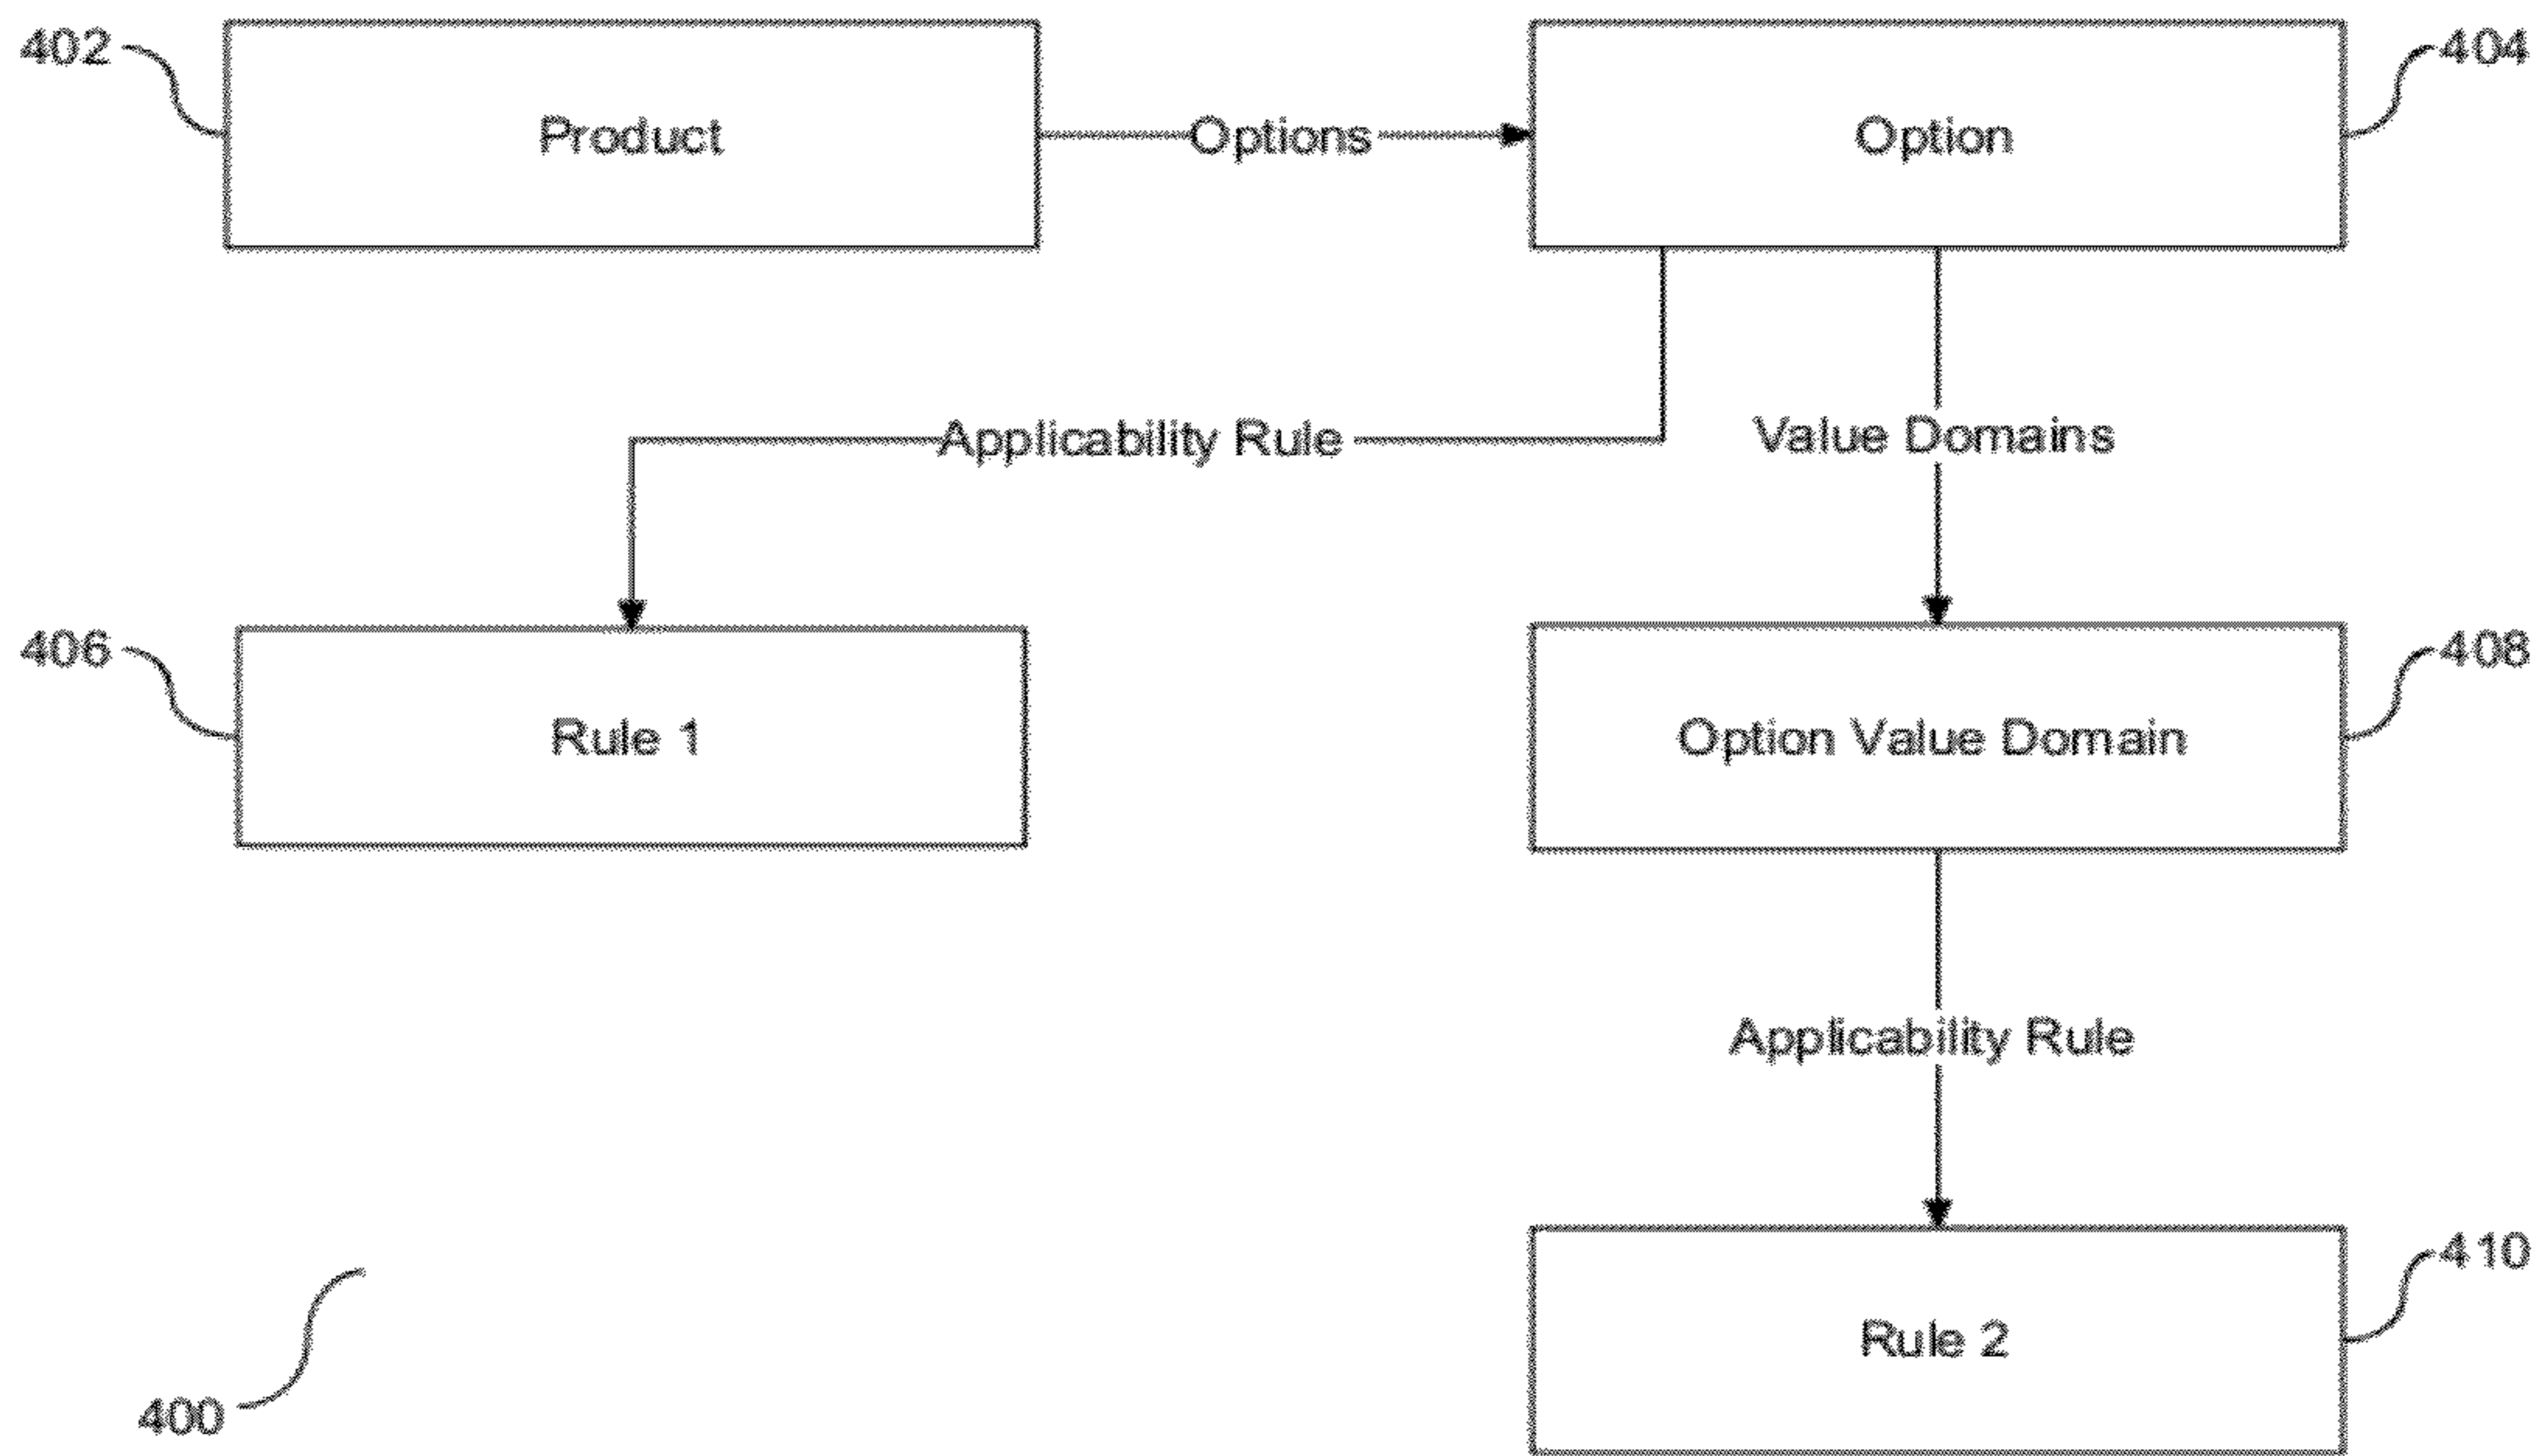 402
Product
Options
Option
404
Applicability Rule
Value Domains
406
Rule 1
Option Value Domain
408
Applicability Rule
Rule 2
410
400